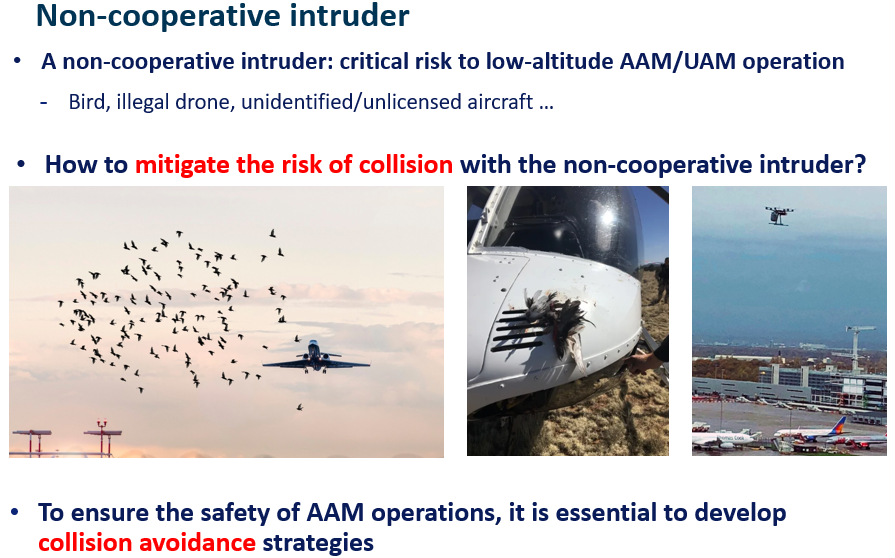 Non-cooperative intruder
• A non-cooperative intruder: critical risk to low-altitude AAM/UAM operation
- Bird, illegal drone, unidentified/unlicensed aircraft …
• How to mitigate the risk of collision with the non-cooperative intruder?
• To ensure the safety of AAM operations, it is essential to develop
collision avoidance strategies